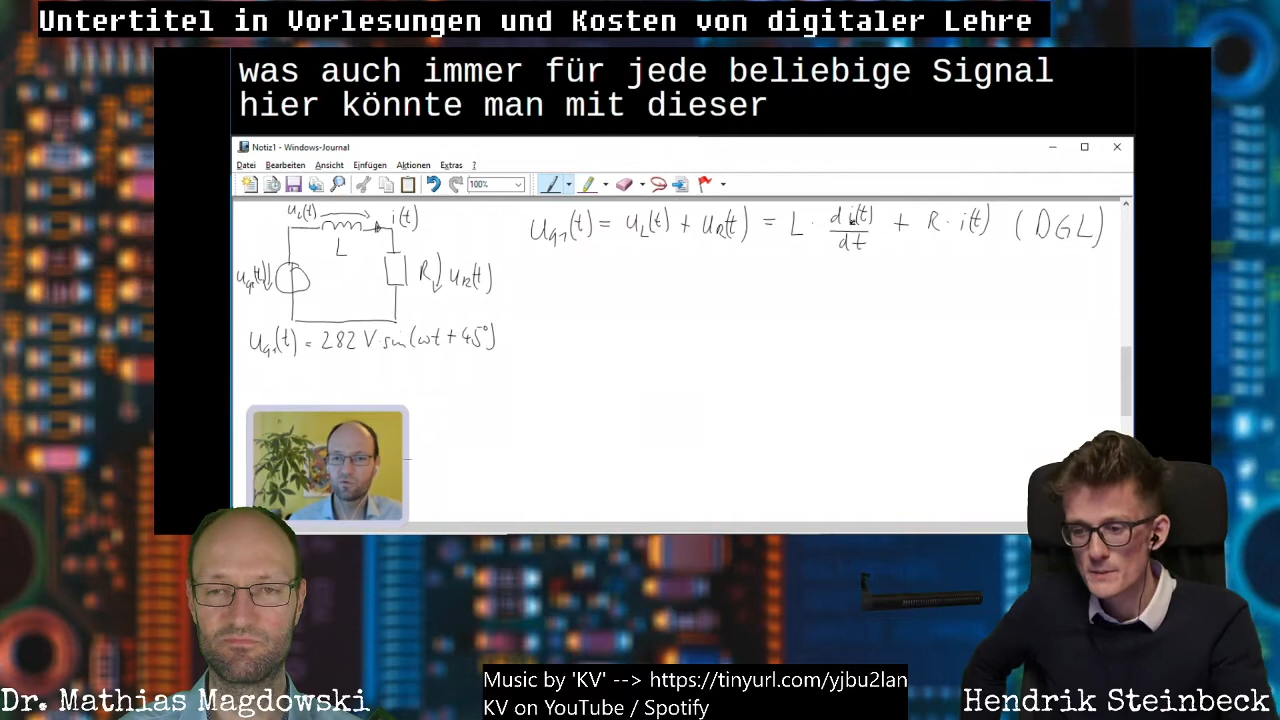 Untertitel in Vorlesungen und Kosten von digitaler Lehre
was auch immer für jede beliebige Signal
hier könnte man mit dieser
Notiz1 - Windows-Journal
Datei Bearbeiten Ansicht Einfügen Aktionen Extras ?
100%
u_L(t) i(t)
L
u_q1(t) = u_L(t) + u_R(t) = L · di(t)/dt + R · i(t) (DGL)
u_q1(t) R u_R(t)
u_q1(t) = 282 V · sin(ωt + 45°)
Music by 'KV' --> https://tinyurl.com/yjbu2lan
KV on YouTube / Spotify
Dr. Mathias Magdowski
Hendrik Steinbeck